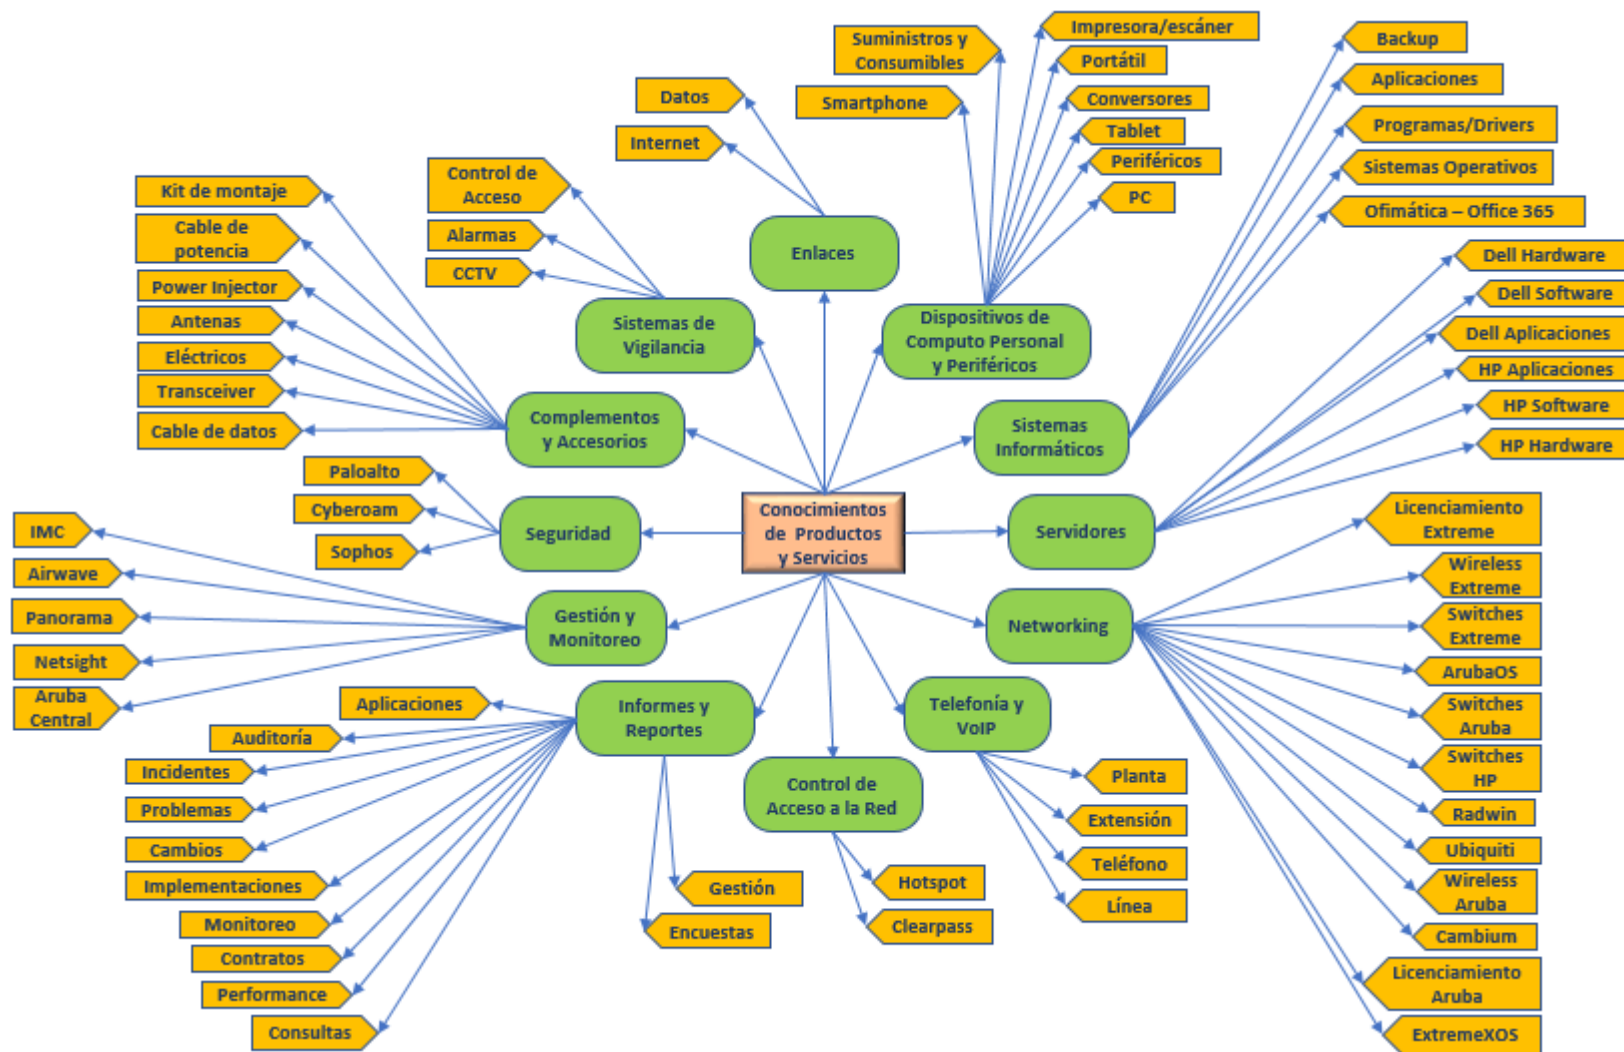 Impresora/escáner
Suministros y
Consumibles
Backup
Portátil
Aplicaciones
Datos
Smartphone
Conversores
Programas/Drivers
Internet
Tablet
Periféricos
Sistemas Operativos
Control de
Acceso
Kit de montaje
PC
Ofimática – Office 365
Cable de
potencia
Alarmas
Enlaces
Dell Hardware
CCTV
Power Injector
Dell Software
Antenas
Sistemas de
Vigilancia
Dispositivos de
Computo Personal
y Periféricos
Dell Aplicaciones
Eléctricos
HP Aplicaciones
Transceiver
HP Software
Cable de datos
Complementos
y Accesorios
Sistemas
Informáticos
HP Hardware
Paloalto
Cyberoam
Sophos
Seguridad
Conocimientos
de Productos
y Servicios
Servidores
Licenciamiento
Extreme
IMC
Airwave
Panorama
Netsight
Aruba
Central
Gestión y
Monitoreo
Networking
Wireless
Extreme
Switches
Extreme
ArubaOS
Switches
Aruba
Switches
HP
Radwin
Ubiquiti
Wireless
Aruba
Cambium
Licenciamiento
Aruba
ExtremeXOS
Informes y
Reportes
Telefonía y
VoIP
Control de
Acceso a la Red
Aplicaciones
Auditoría
Incidentes
Problemas
Cambios
Implementaciones
Monitoreo
Contratos
Performance
Consultas
Gestión
Encuestas
Hotspot
Clearpass
Planta
Extensión
Teléfono
Línea